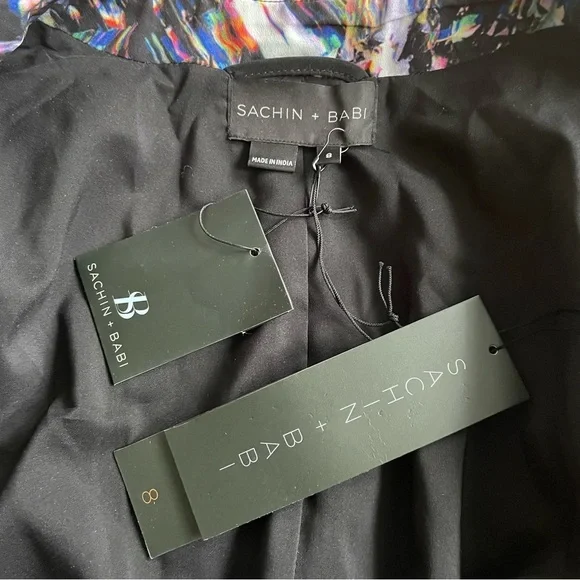 SACHIN + BABI
MADE IN INDIA
8
SB
SACHIN + BABI
SACHIN + BABI
8